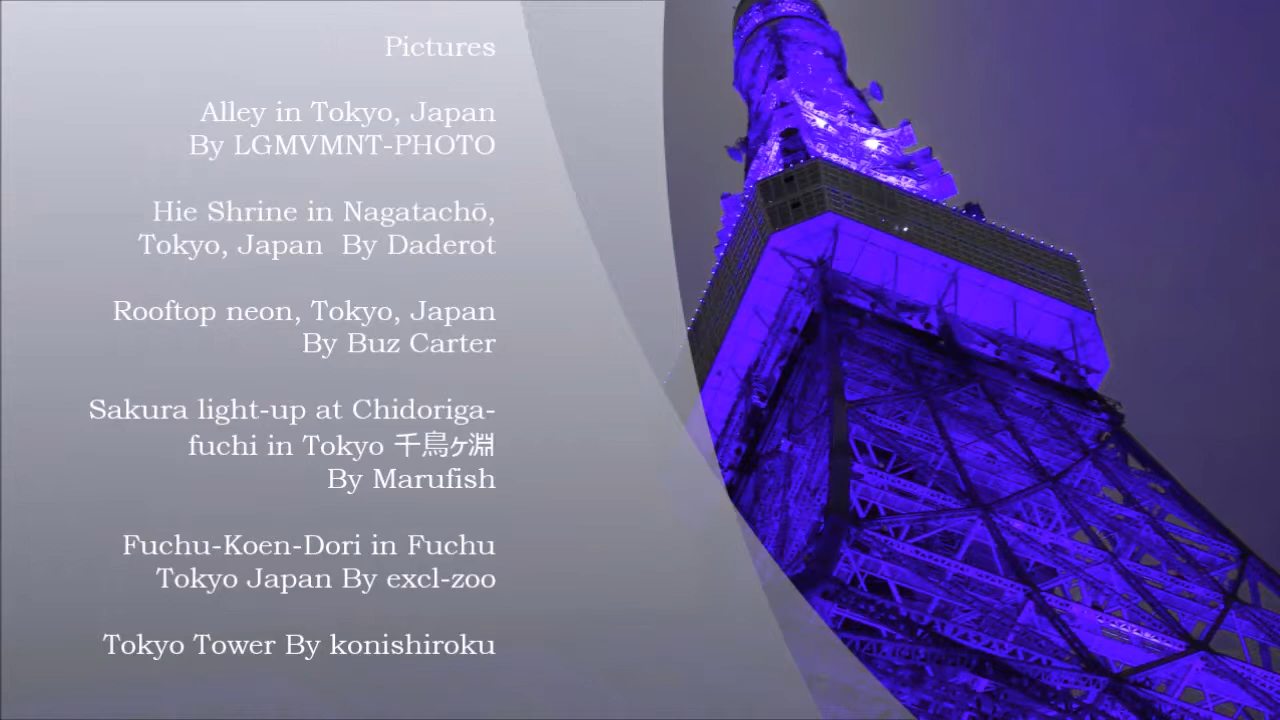 Pictures
Alley in Tokyo, Japan
By LGMVMNT-PHOTO
Hie Shrine in Nagatachō,
Tokyo, Japan  By Daderot
Rooftop neon, Tokyo, Japan
By Buz Carter
Sakura light-up at Chidoriga-
fuchi in Tokyo 千鳥ヶ淵
By Marufish
Fuchu-Koen-Dori in Fuchu
Tokyo Japan By excl-zoo
Tokyo Tower By konishiroku